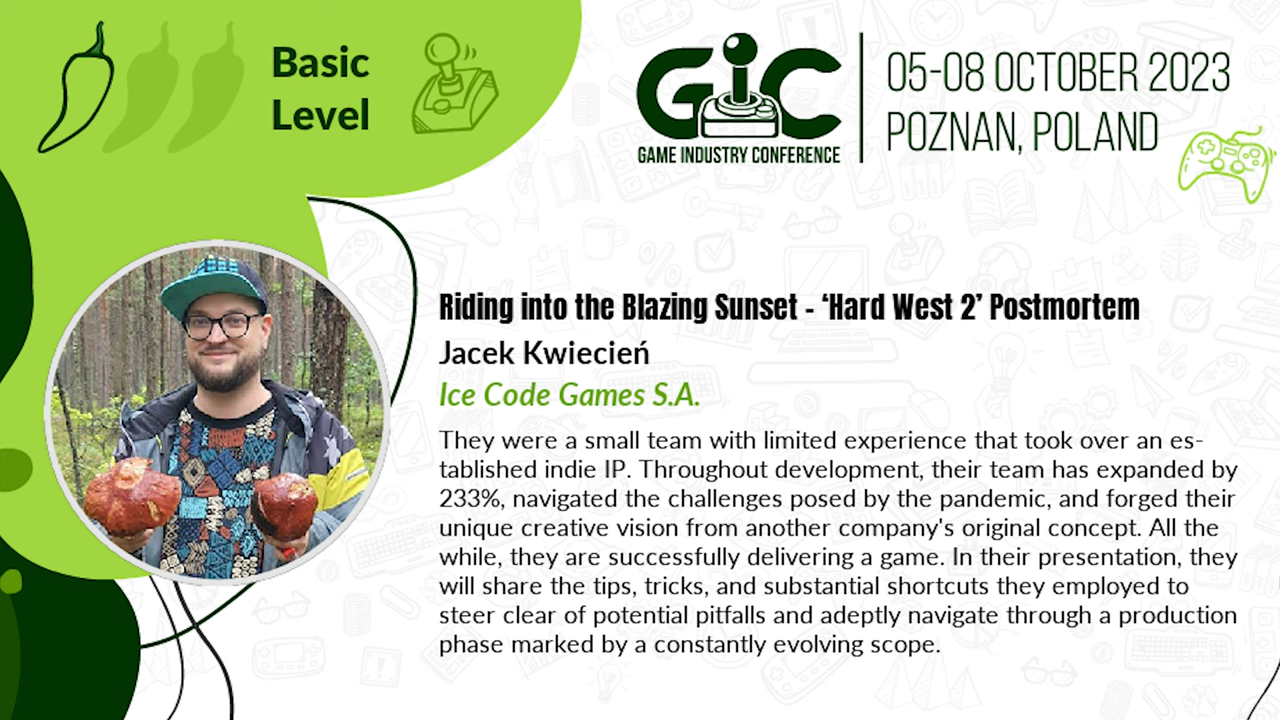 Basic
Level
GIC
GAME INDUSTRY CONFERENCE
05-08 OCTOBER 2023
POZNAN, POLAND
Riding into the Blazing Sunset - ‘Hard West 2’ Postmortem
Jacek Kwiecień
Ice Code Games S.A.
They were a small team with limited experience that took over an es-
tablished indie IP. Throughout development, their team has expanded by
233%, navigated the challenges posed by the pandemic, and forged their
unique creative vision from another company's original concept. All the
while, they are successfully delivering a game. In their presentation, they
will share the tips, tricks, and substantial shortcuts they employed to
steer clear of potential pitfalls and adeptly navigate through a production
phase marked by a constantly evolving scope.